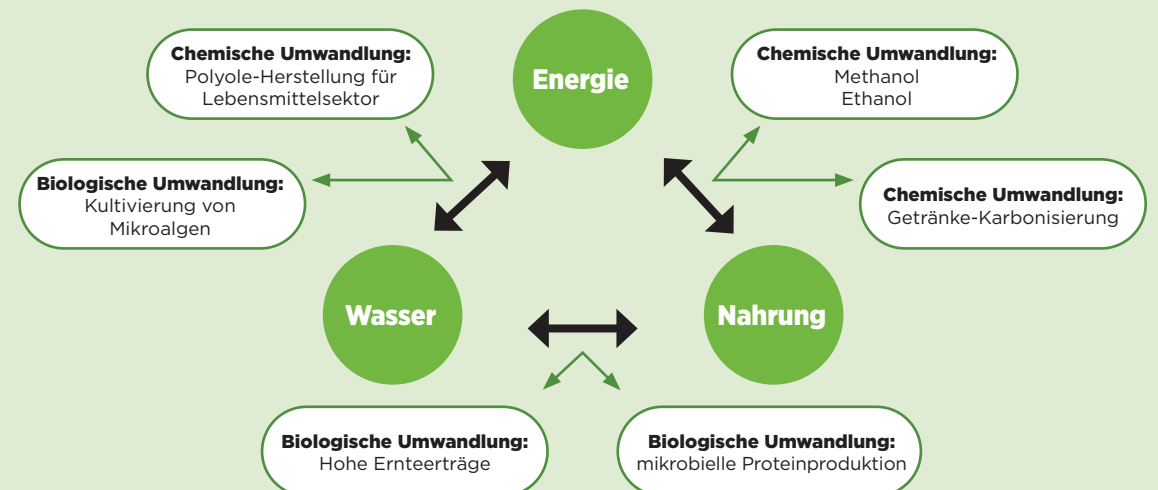 Chemische Umwandlung:
Polyole-Herstellung für
Lebensmittelsektor
Energie
Chemische Umwandlung:
Methanol
Ethanol
Biologische Umwandlung:
Kultivierung von
Mikroalgen
Chemische Umwandlung:
Getränke-Karbonisierung
Wasser
Nahrung
Biologische Umwandlung:
Hohe Ernteerträge
Biologische Umwandlung:
mikrobielle Proteinproduktion